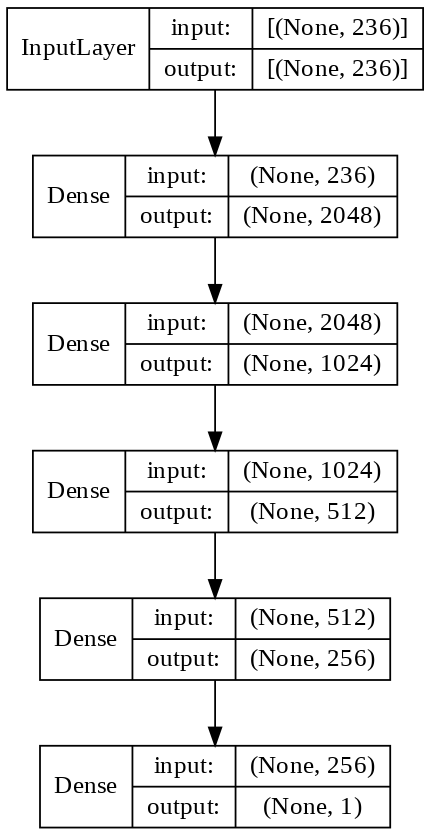 InputLayer
input: [(None, 236)]
output: [(None, 236)]
Dense
input: (None, 236)
output: (None, 2048)
Dense
input: (None, 2048)
output: (None, 1024)
Dense
input: (None, 1024)
output: (None, 512)
Dense
input: (None, 512)
output: (None, 256)
Dense
input: (None, 256)
output: (None, 1)